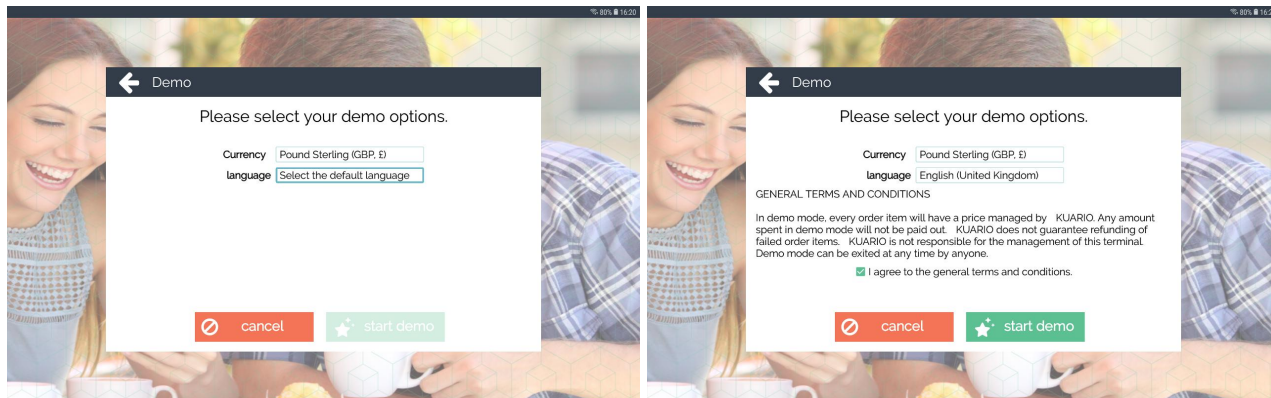 80% 16:20
Demo
Please select your demo options.
Currency Pound Sterling (GBP, £)
language Select the default language
cancel start demo
80% 16:2
Demo
Please select your demo options.
Currency Pound Sterling (GBP, £)
language English (United Kingdom)
GENERAL TERMS AND CONDITIONS
In demo mode, every order item will have a price managed by KUARIO. Any amount
spent in demo mode will not be paid out. KUARIO does not guarantee refunding of
failed order items. KUARIO is not responsible for the management of this terminal.
Demo mode can be exited at any time by anyone.
I agree to the general terms and conditions.
cancel start demo